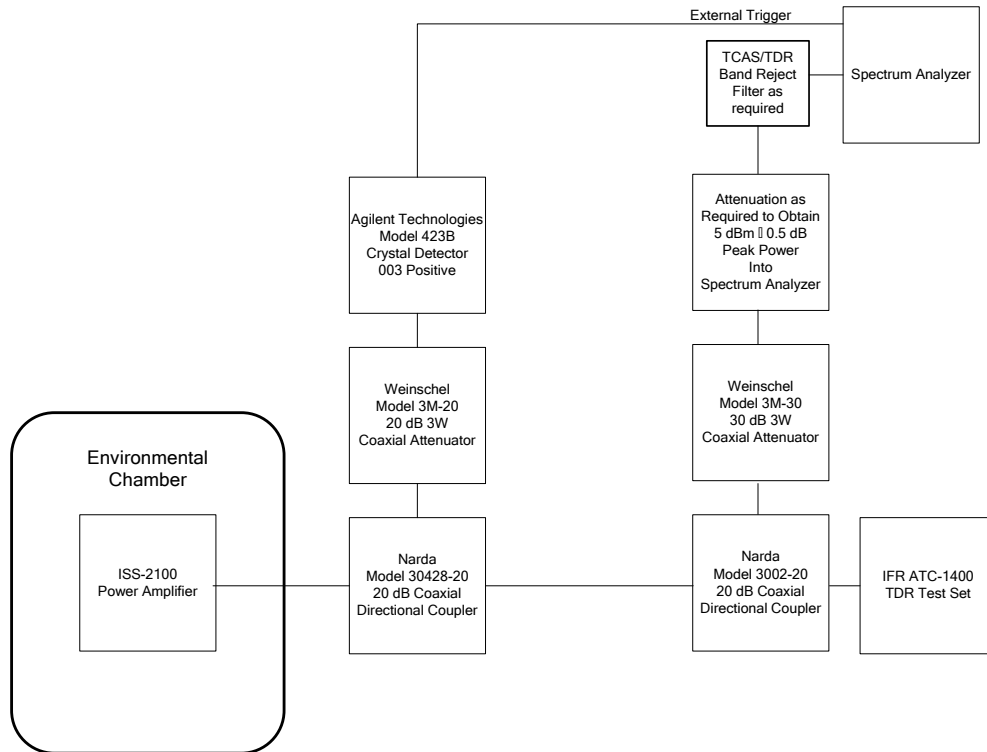 External Trigger
TCAS/TDR
Band Reject
Filter as
required
Spectrum Analyzer
Agilent Technologies
Model 423B
Crystal Detector
003 Positive
Attenuation as
Required to Obtain
5 dBm ▯ 0.5 dB
Peak Power
Into
Spectrum Analyzer
Weinschel
Model 3M-20
20 dB 3W
Coaxial Attenuator
Weinschel
Model 3M-30
30 dB 3W
Coaxial Attenuator
Environmental
Chamber
ISS-2100
Power Amplifier
Narda
Model 30428-20
20 dB Coaxial
Directional Coupler
Narda
Model 3002-20
20 dB Coaxial
Directional Coupler
IFR ATC-1400
TDR Test Set